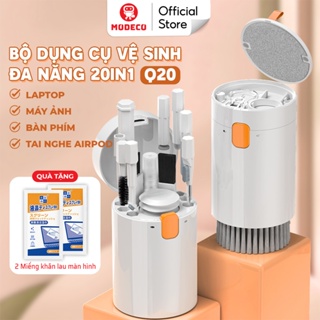 MODECO
Official
Store
BỘ DỤNG CỤ VỆ SINH
ĐA NĂNG 20IN1 Q20
LAPTOP
MÁY ẢNH
BÀN PHÍM
TAI NGHE AIRPOD
QUÀ TẶNG
2 Miếng khăn lau màn hình